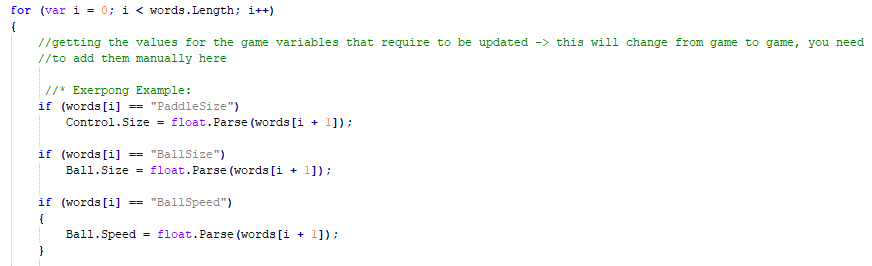 for (var i = 0; i < words.Length; i++)
{
//getting the values for the game variables that require to be updated -> this will change from game to game, you need
//to add them manually here
//* Exerpong Example:
if (words[i] == "PaddleSize")
Control.Size = float.Parse(words[i + 1]);
if (words[i] == "BallSize")
Ball.Size = float.Parse(words[i + 1]);
if (words[i] == "BallSpeed")
{
Ball.Speed = float.Parse(words[i + 1]);
}